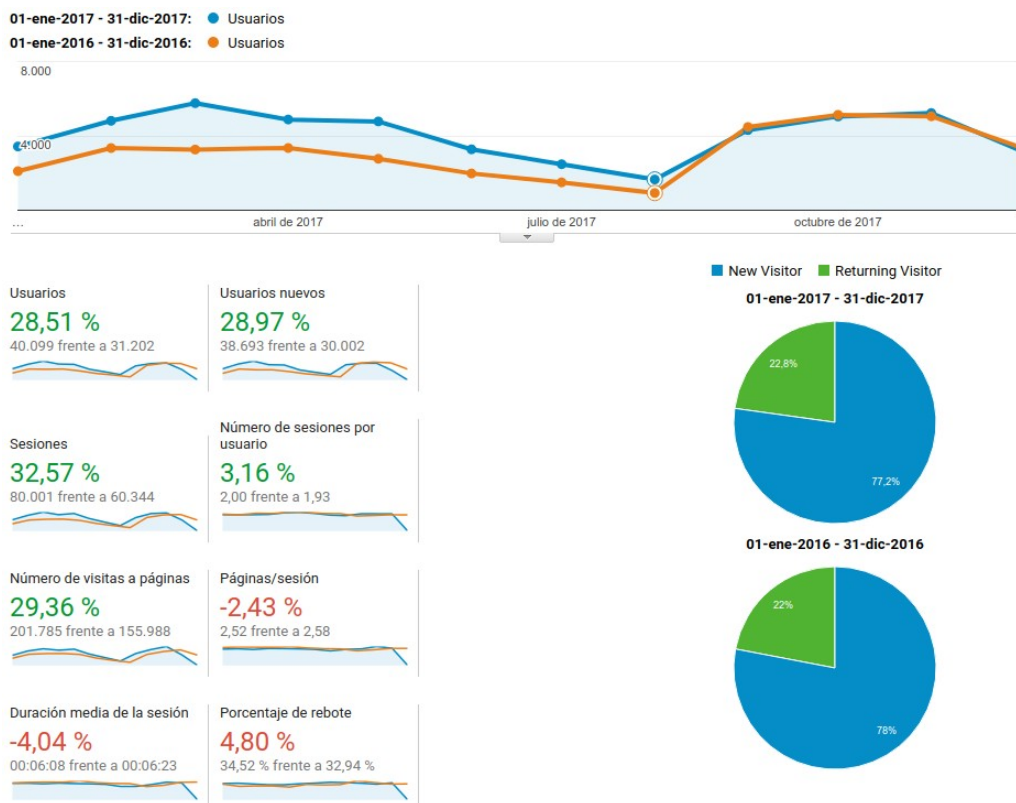 01-ene-2017 - 31-dic-2017: Usuarios
01-ene-2016 - 31-dic-2016: Usuarios
8.000
4.000
...
abril de 2017
julio de 2017
octubre de 2017
Usuarios
28,51 %
40.099 frente a 31.202
Usuarios nuevos
28,97 %
38.693 frente a 30.002
Sesiones
32,57 %
80.001 frente a 60.344
Número de sesiones por
usuario
3,16 %
2,00 frente a 1,93
Número de visitas a páginas
29,36 %
201.785 frente a 155.988
Páginas/sesión
-2,43 %
2,52 frente a 2,58
Duración media de la sesión
-4,04 %
00:06:08 frente a 00:06:23
Porcentaje de rebote
4,80 %
34,52 % frente a 32,94 %
New Visitor Returning Visitor
01-ene-2017 - 31-dic-2017
22,8%
77,2%
01-ene-2016 - 31-dic-2016
22%
78%